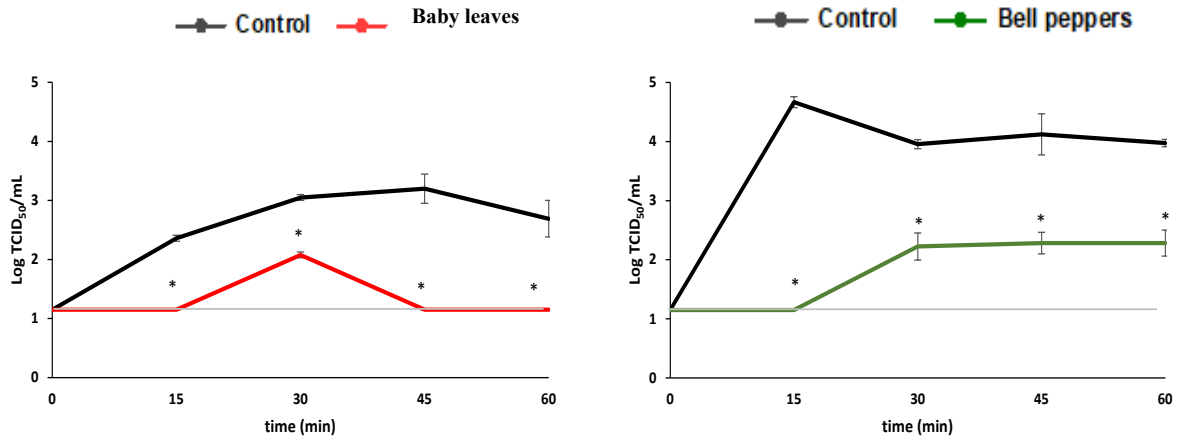 Control Baby leaves
5
4
3
2
1
0
Log TCID50/mL
* * * *
0 15 30 45 60
time (min)
Control Bell peppers
5
4
3
2
1
0
Log TCID50/mL
* * * *
0 15 30 45 60
time (min)